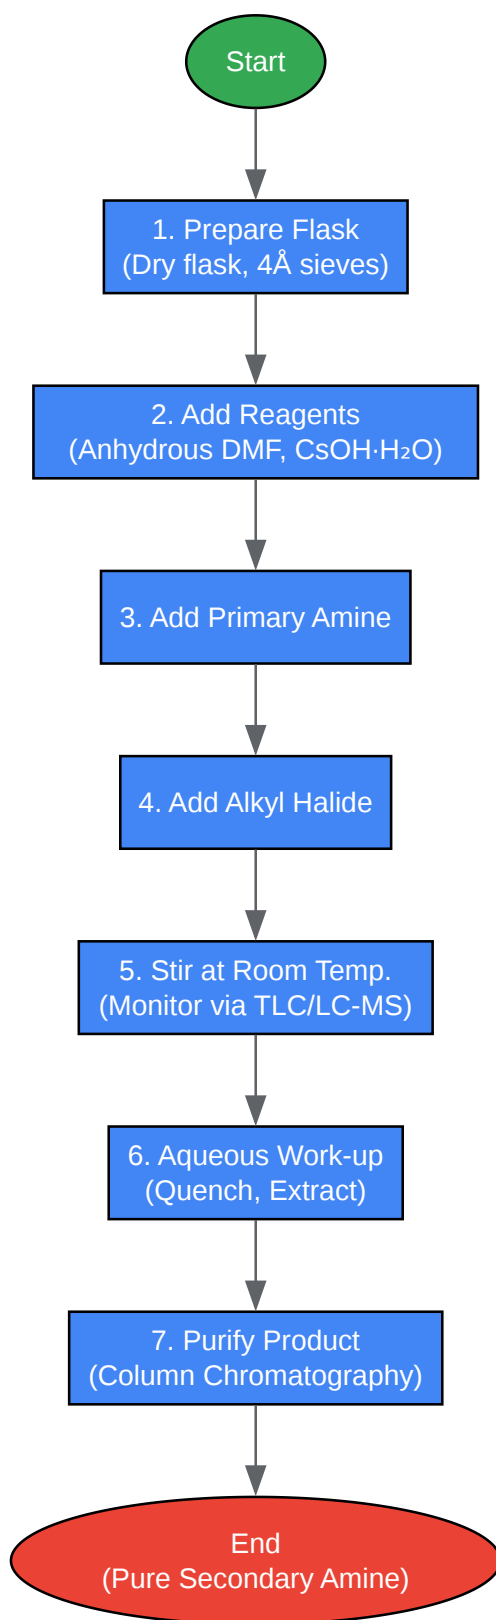 Start
1. Prepare Flask
(Dry flask, 4Å sieves)
2. Add Reagents
(Anhydrous DMF, CsOH·H₂O)
3. Add Primary Amine
4. Add Alkyl Halide
5. Stir at Room Temp.
(Monitor via TLC/LC-MS)
6. Aqueous Work-up
(Quench, Extract)
7. Purify Product
(Column Chromatography)
End
(Pure Secondary Amine)